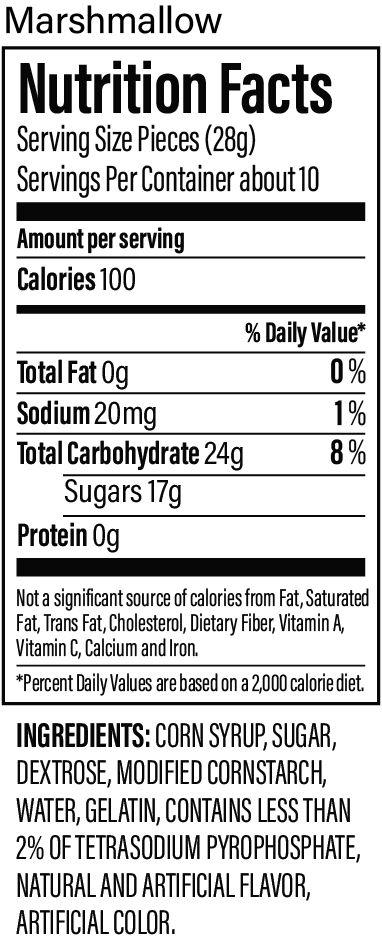 Marshmallow
Nutrition Facts
Serving Size Pieces (28g)
Servings Per Container about 10
Amount per serving
Calories 100
% Daily Value*
Total Fat 0g 0%
Sodium 20mg 1%
Total Carbohydrate 24g 8%
Sugars 17g
Protein 0g
Not a significant source of calories from Fat, Saturated
Fat, Trans Fat, Cholesterol, Dietary Fiber, Vitamin A,
Vitamin C, Calcium and Iron.
*Percent Daily Values are based on a 2,000 calorie diet.
INGREDIENTS: CORN SYRUP, SUGAR,
DEXTROSE, MODIFIED CORNSTARCH,
WATER, GELATIN, CONTAINS LESS THAN
2% OF TETRASODIUM PYROPHOSPHATE,
NATURAL AND ARTIFICIAL FLAVOR,
ARTIFICIAL COLOR.